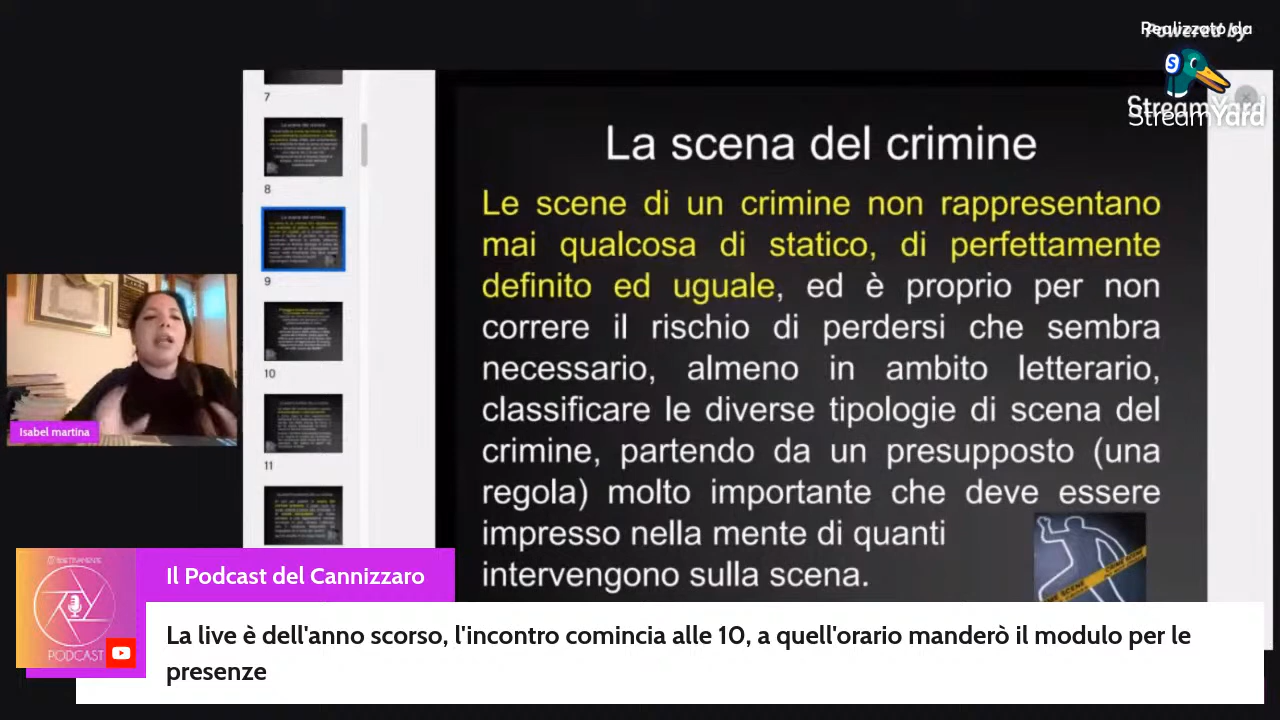 Realizzato da
Powered by
S
StreamYard
StreamYard
7
8
9
10
11
La scena del crimine
Le scene di un crimine non rappresentano
mai qualcosa di statico, di perfettamente
definito ed uguale, ed è proprio per non
correre il rischio di perdersi che sembra
necessario, almeno in ambito letterario,
classificare le diverse tipologie di scena del
crimine, partendo da un presupposto (una
regola) molto importante che deve essere
impresso nella mente di quanti
intervengono sulla scena.
Isabel martina
PODCAST
Il Podcast del Cannizzaro
La live è dell'anno scorso, l'incontro comincia alle 10, a quell'orario manderò il modulo per le
presenze